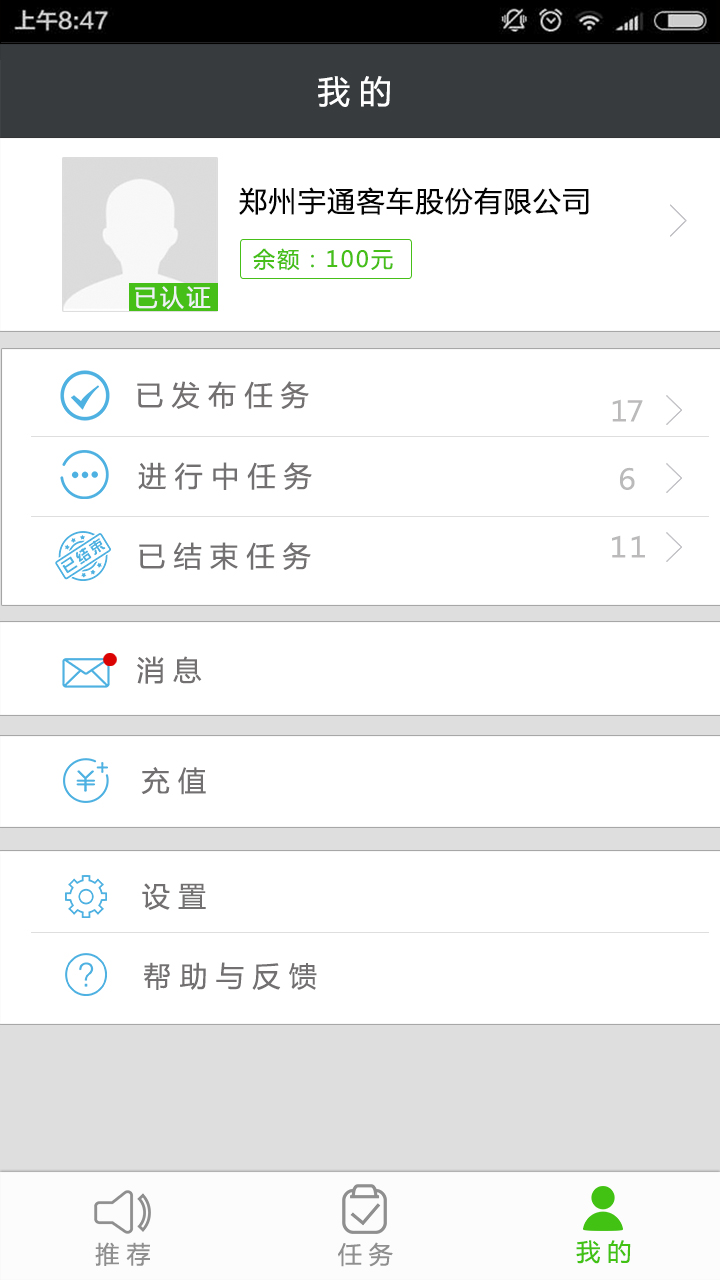 上午8:47
我的
郑州宇通客车股份有限公司
余额：100元
已认证
已发布任务
17
进行中任务
6
已结束
已结束任务
11
消息
¥+
充值
设置
?
帮助与反馈
推荐
任务
我的